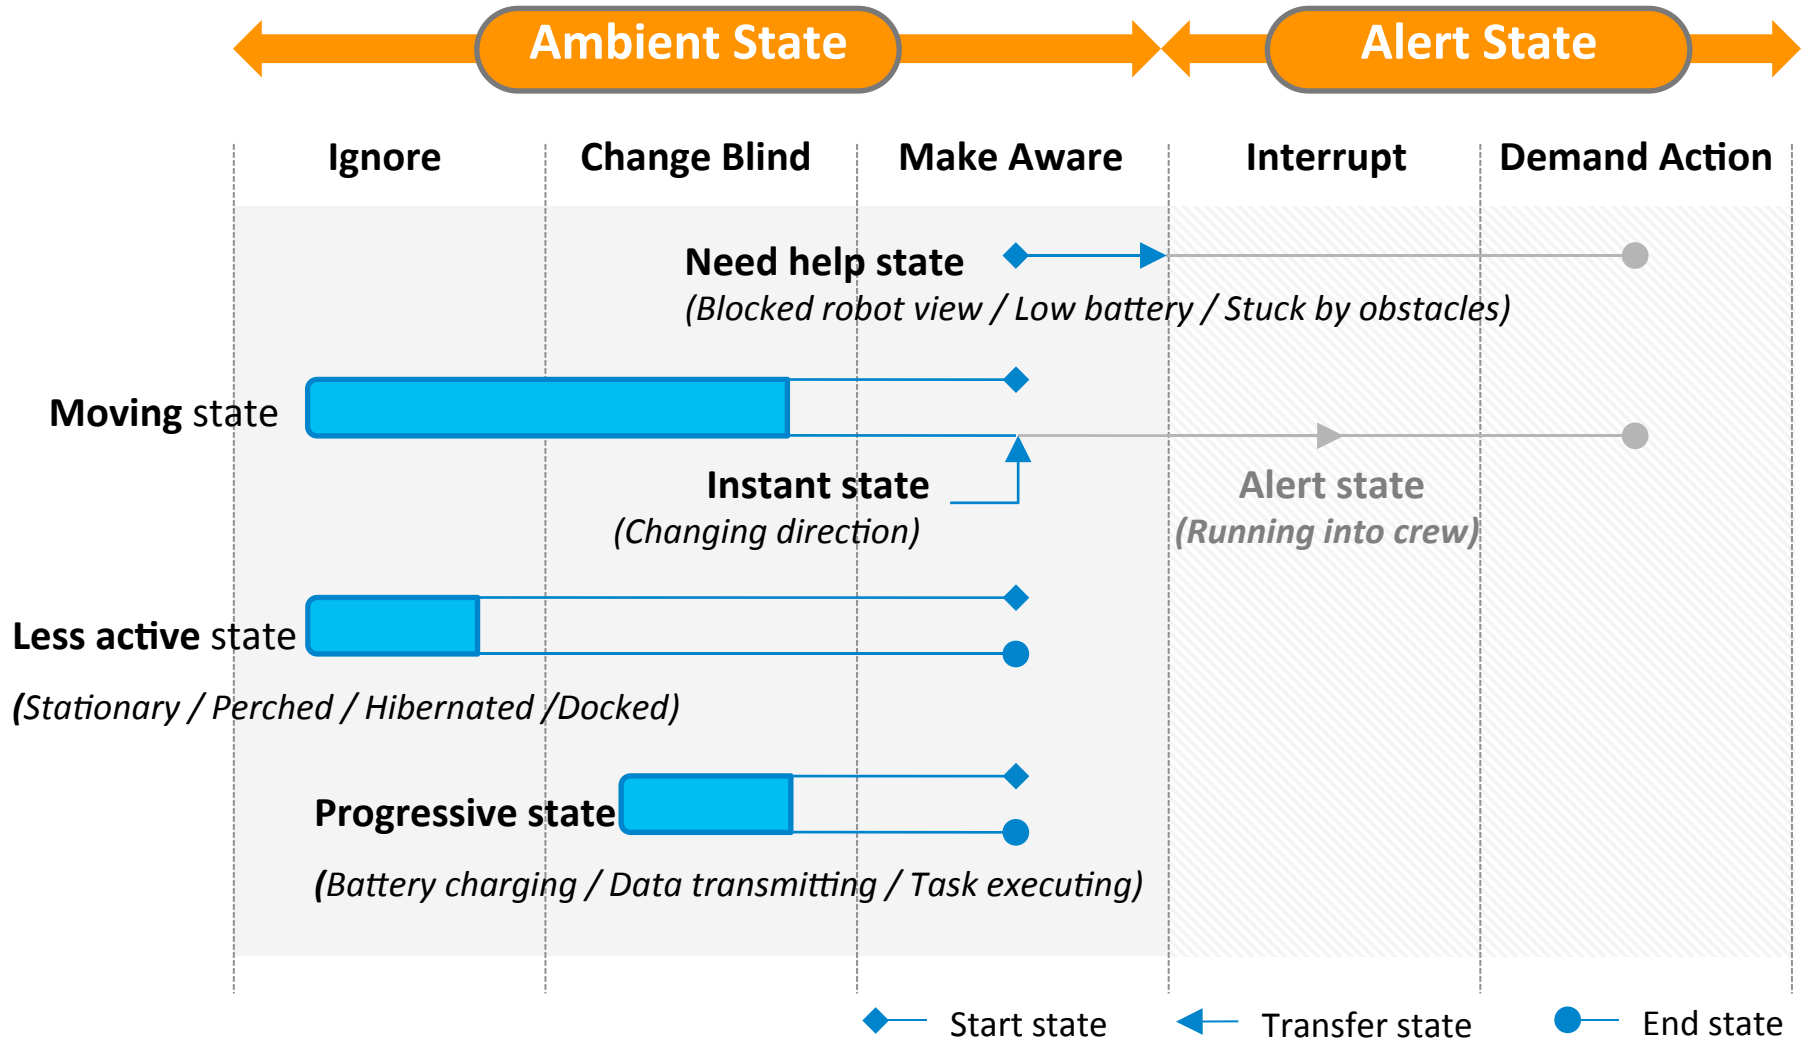 Ambient State
Alert State
Ignore
Change Blind
Make Aware
Interrupt
Demand Action
Need help state
(Blocked robot view / Low battery / Stuck by obstacles)
Moving state
Instant state
(Changing direction)
Alert state
(Running into crew)
Less active state
(Stationary / Perched / Hibernated /Docked)
Progressive state
(Battery charging / Data transmitting / Task executing)
Start state
Transfer state
End state